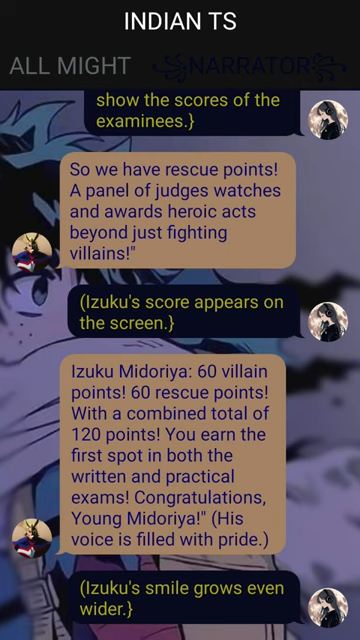 INDIAN TS
ALL MIGHT
NARRATOR
show the scores of the
examinees.}
So we have rescue points!
A panel of judges watches
and awards heroic acts
beyond just fighting
villains!"
(Izuku's score appears on
the screen.}
Izuku Midoriya: 60 villain
points! 60 rescue points!
With a combined total of
120 points! You earn the
first spot in both the
written and practical
exams! Congratulations,
Young Midoriya!" (His
voice is filled with pride.)
(Izuku's smile grows even
wider.}